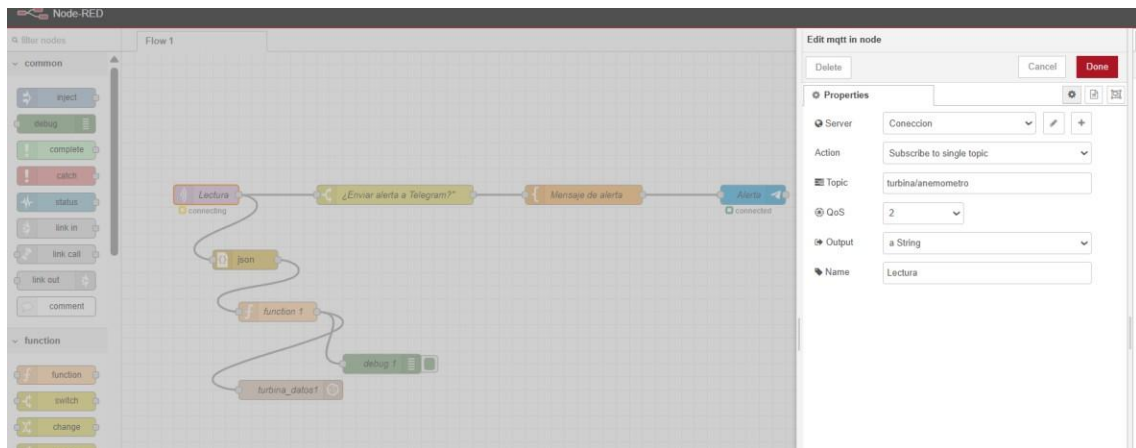 Node-RED
filter nodes
Flow 1
common
inject
debug
complete
catch
status
link in
link call
link out
comment
function
function
switch
change
Lectura
connecting
¿Enviar alerta a Telegram?"
Mensaje de alerta
Alerta
connected
json
function 1
debug 1
turbina_datos1
Edit mqtt in node
Delete
Cancel
Done
Properties
Server
Coneccion
Action
Subscribe to single topic
Topic
turbina/anemometro
QoS
2
Output
a String
Name
Lectura